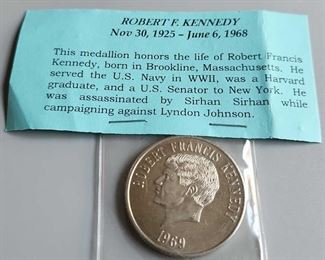 ROBERT F. KENNEDY
Nov 30, 1925 – June 6, 1968
This medallion honors the life of Robert Francis
Kennedy, born in Brookline, Massachusetts. He
served the U.S. Navy in WWII, was a Harvard
graduate, and a U.S. Senator to New York. He
was assassinated by Sirhan Sirhan while
campaigning against Lyndon Johnson.
ROBERT FRANCIS KENNEDY
1969